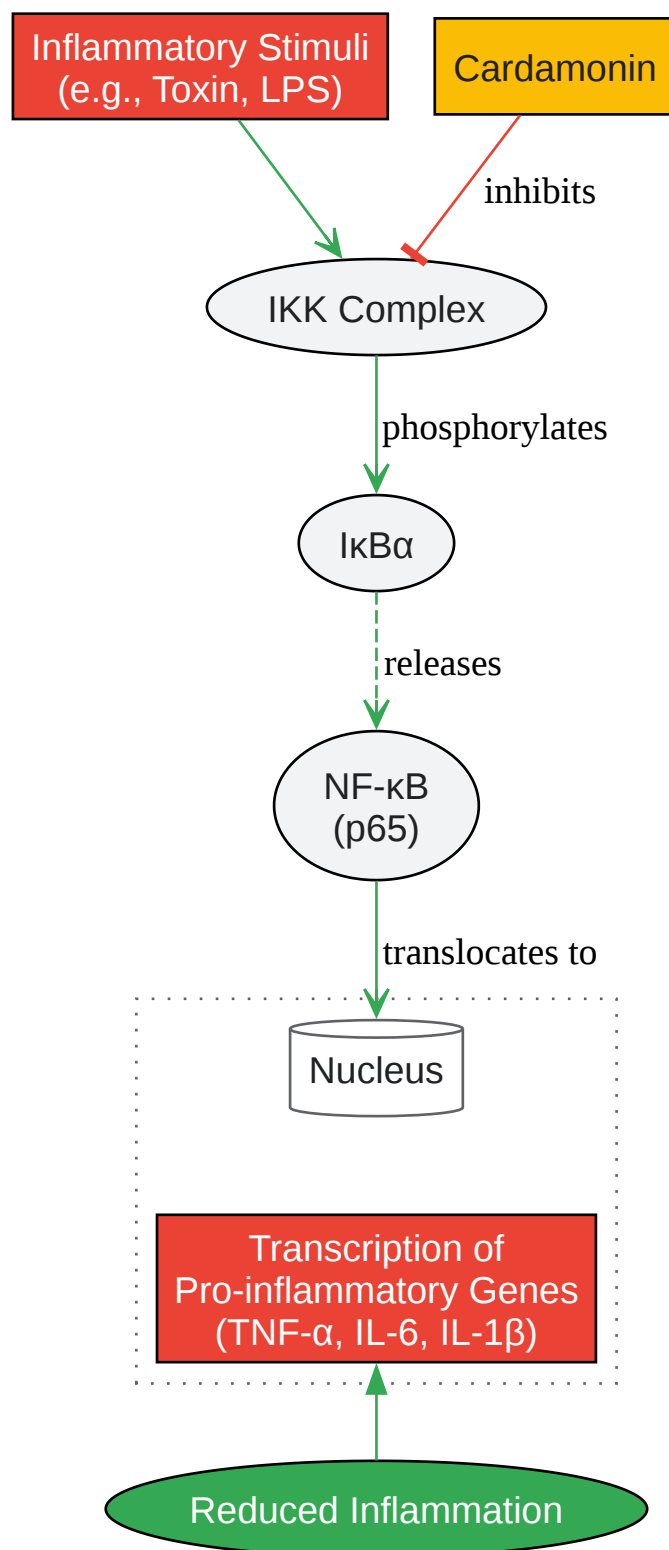 Inflammatory Stimuli
(e.g., Toxin, LPS)
Cardamonin
inhibits
IKK Complex
phosphorylates
IκBα
releases
NF-κB
(p65)
translocates to
Nucleus
Transcription of
Pro-inflammatory Genes
(TNF-α, IL-6, IL-1β)
Reduced Inflammation